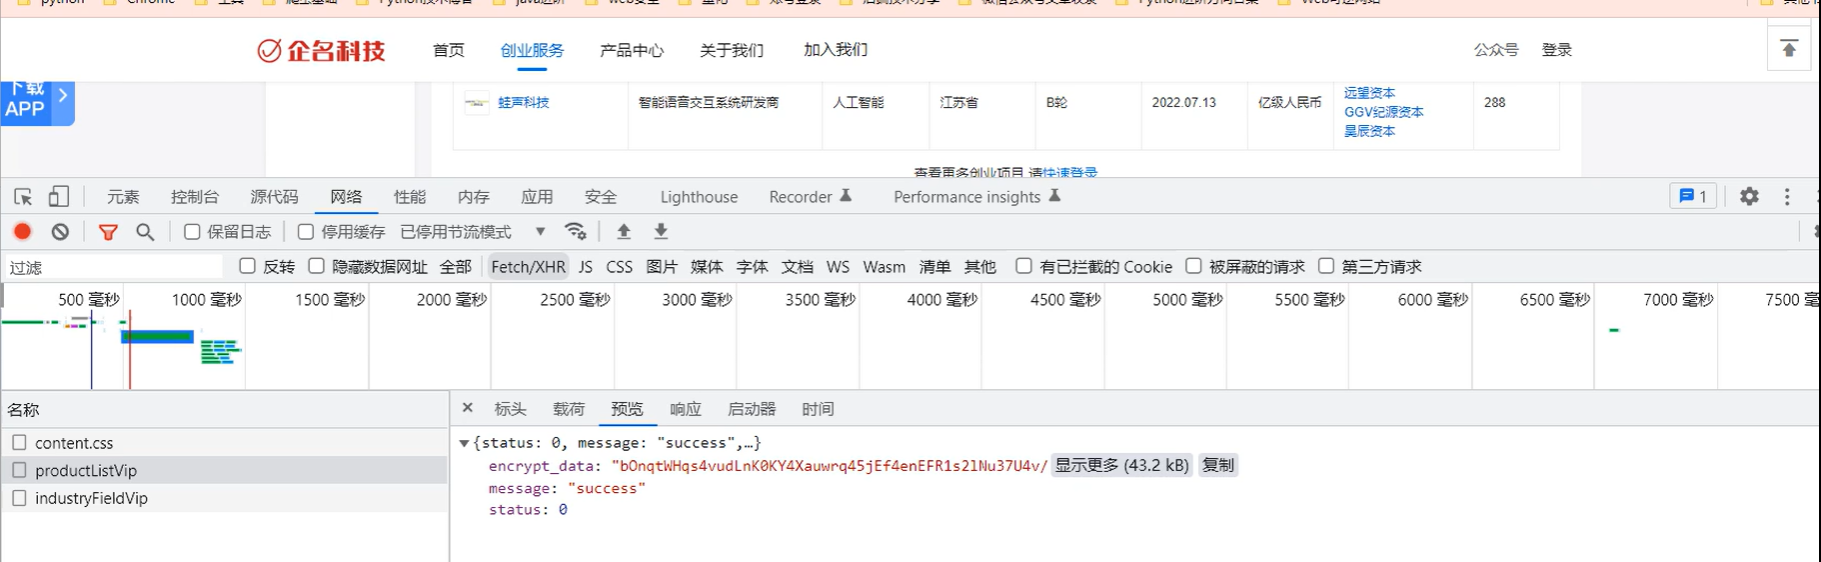 python
Chrome
工具
爬虫基础
Python技术博客
java进阶
web安全
账号登录
后端技术分享
微信公众号文章收录
Python进阶方向合集
Web可逆网站
企名科技
首页
创业服务
产品中心
关于我们
加入我们
公众号
登录
下载
APP
蛙声科技
智能语音交互系统研发商
人工智能
江苏省
B轮
2022.07.13
亿级人民币
远望资本
GGV纪源资本
昊辰资本
288
查看更多创业项目,请快速登录
元素
控制台
源代码
网络
性能
内存
应用
安全
Lighthouse
Recorder
Performance insights
1
保留日志
停用缓存
已停用节流模式
过滤
反转
隐藏数据网址
全部
Fetch/XHR
JS
CSS
图片
媒体
字体
文档
WS
Wasm
清单
其他
有已拦截的 Cookie
被屏蔽的请求
第三方请求
500 毫秒
1000 毫秒
1500 毫秒
2000 毫秒
2500 毫秒
3000 毫秒
3500 毫秒
4000 毫秒
4500 毫秒
5000 毫秒
5500 毫秒
6000 毫秒
6500 毫秒
7000 毫秒
7500 毫
名称
标头
载荷
预览
响应
启动器
时间
content.css
productListVip
industryFieldVip
{status: 0, message: "success",…}
encrypt_data: "bOnqtWHqs4vudLnK0KY4Xauwrq45jEf4enEFR1s2lNu37U4v/
显示更多 (43.2 kB)
复制
message: "success"
status: 0